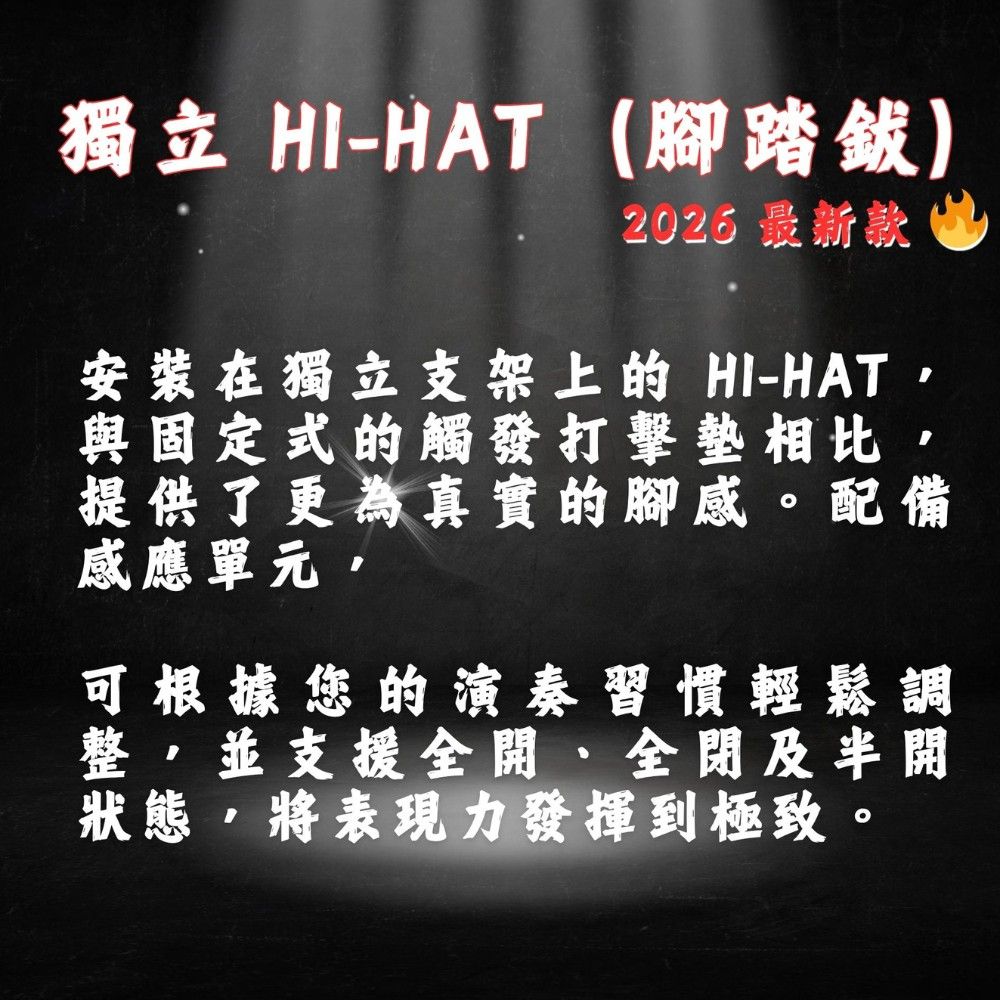 獨立 HI-HAT (腳踏鈸)
2026 最新款🔥
安裝在獨立支架上的 HI-HAT,
與固定式的觸發打擊墊相比,
提供了更為真實的腳感。配備
感應單元,
可根據您的演奏習慣輕鬆調
整,並支援全開、全閉及半開
狀態,將表現力發揮到極致。